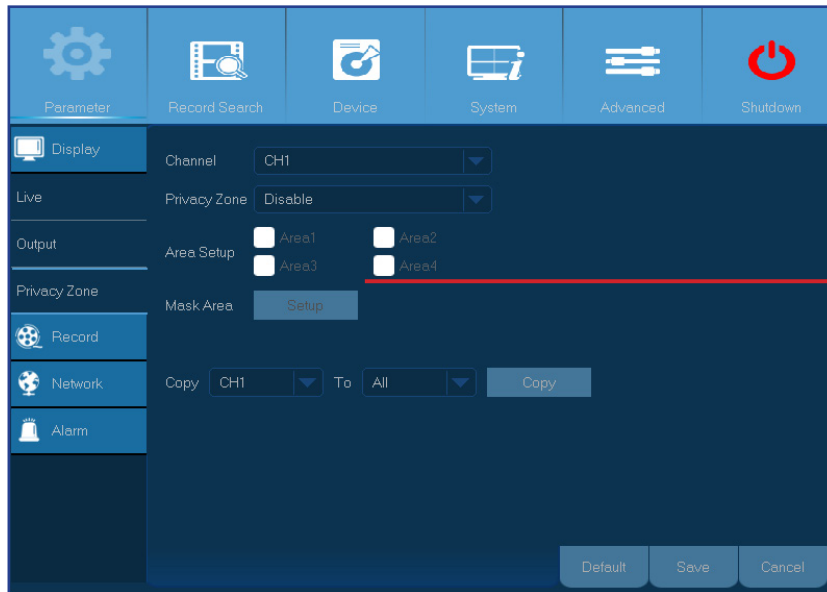 Parameter Record Search Device System Advanced Shutdown
Display
Live
Output
Privacy Zone
Record
Network
Alarm
Channel CH1
Privacy Zone Disable
Area Setup Area1 Area2
Area3 Area4
Mask Area Setup
Copy CH1 To All Copy
Default Save Cancel